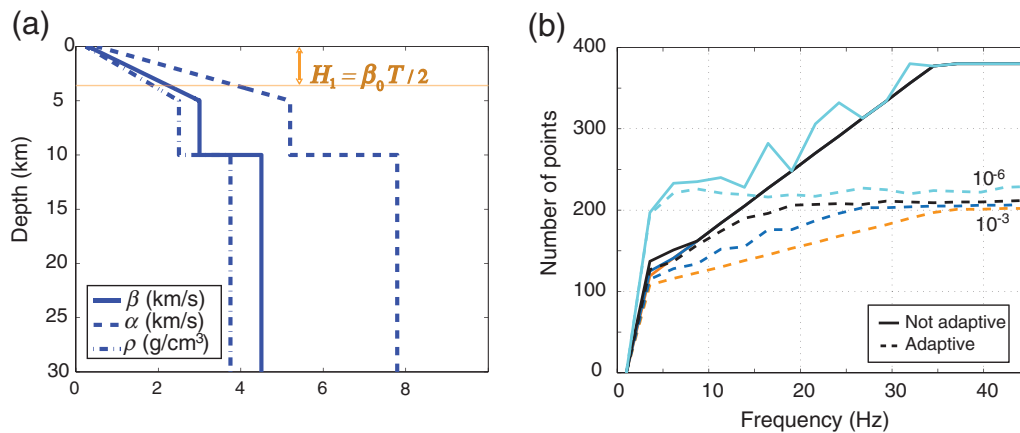 (a)
0
5
10
15
20
25
30
Depth (km)
H₁ = β₀ T / 2
β (km/s)
α (km/s)
ρ (g/cm³)
0 2 4 6 8
(b)
400
300
200
100
0
Number of points
10⁻⁶
10⁻³
Not adaptive
Adaptive
0 10 20 30 40
Frequency (Hz)